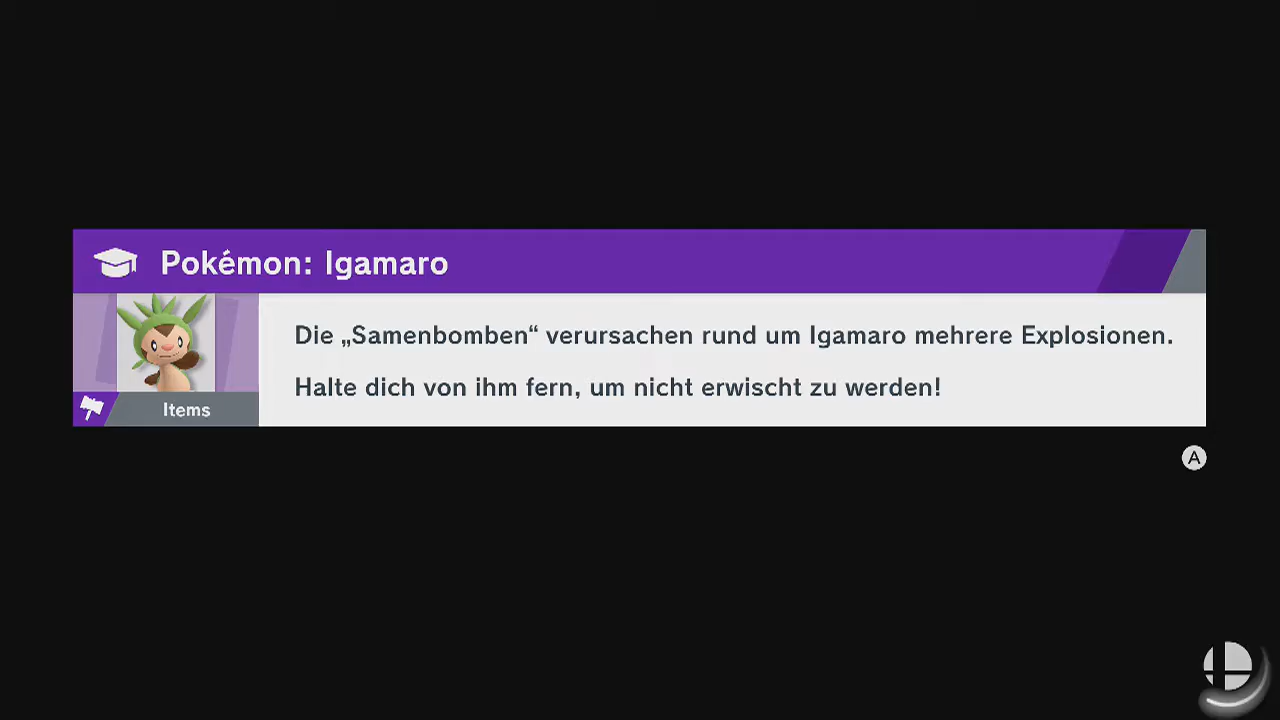 Pokémon: Igamaro
Die „Samenbomben“ verursachen rund um Igamaro mehrere Explosionen.
Halte dich von ihm fern, um nicht erwischt zu werden!
Items
A